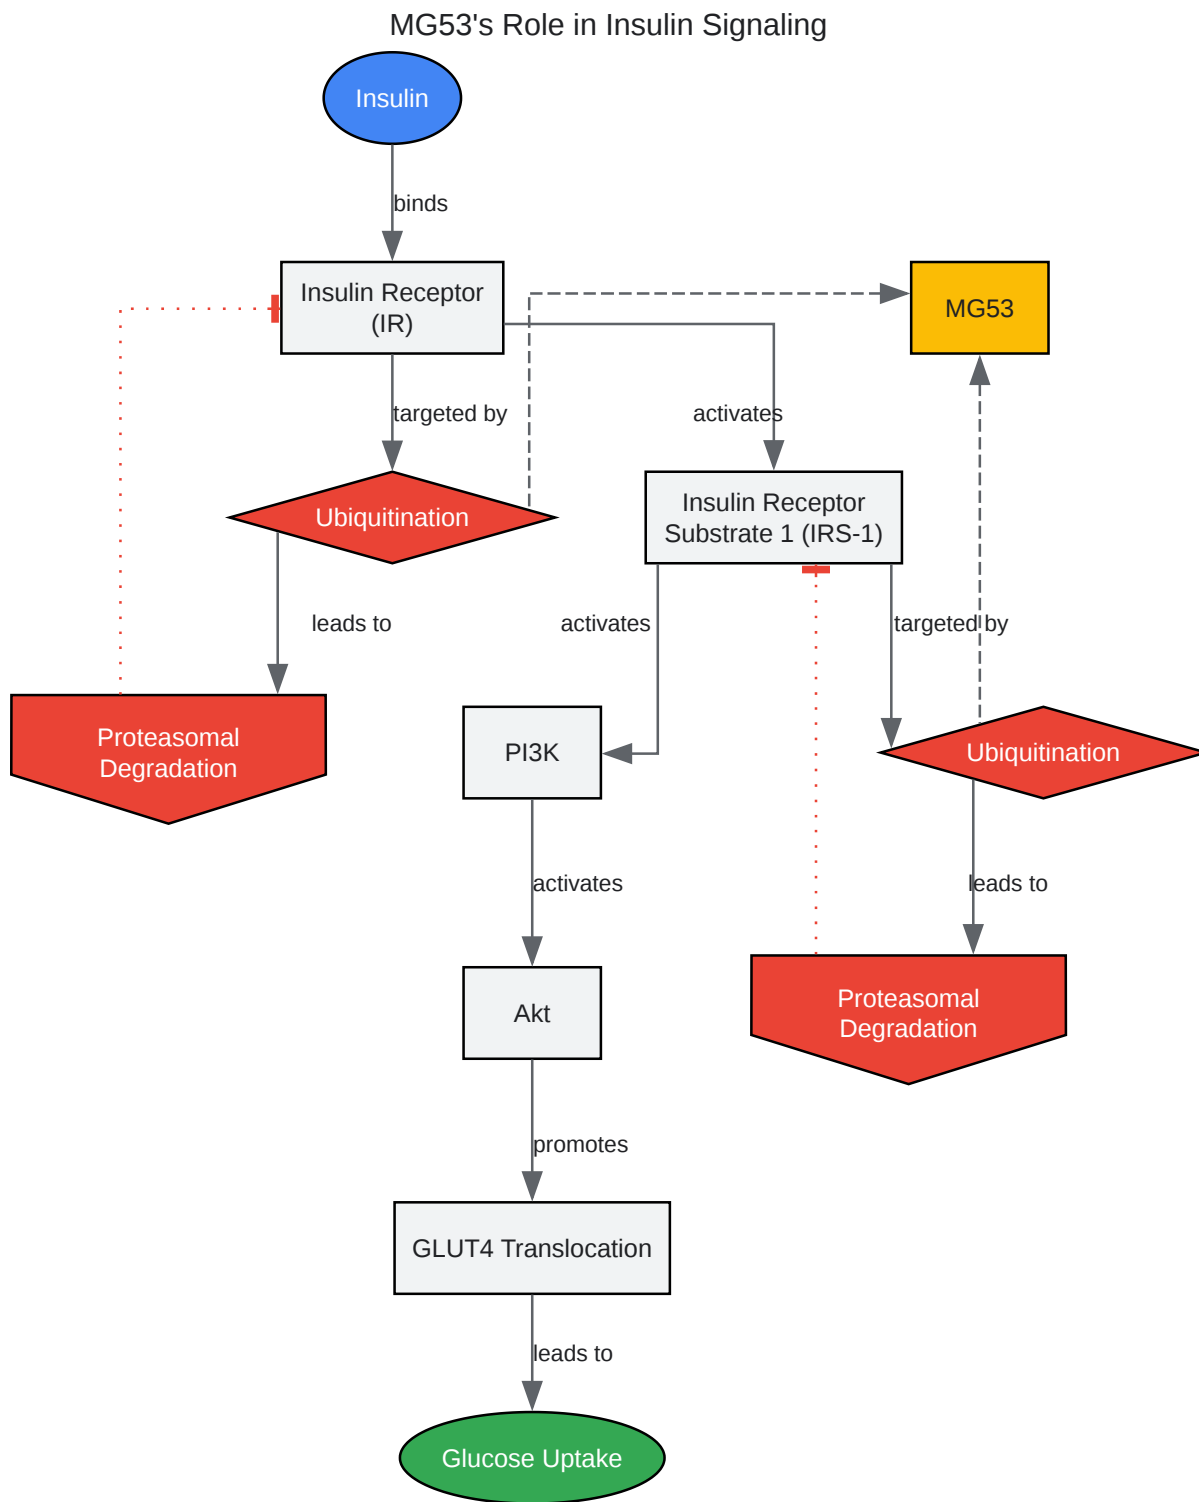 MG53's Role in Insulin Signaling
Insulin
binds
Insulin Receptor
(IR)
MG53
targeted by
activates
Insulin Receptor
Substrate 1 (IRS-1)
Ubiquitination
leads to
activates
targeted by
Proteasomal
Degradation
PI3K
Ubiquitination
activates
leads to
Akt
Proteasomal
Degradation
promotes
GLUT4 Translocation
leads to
Glucose Uptake